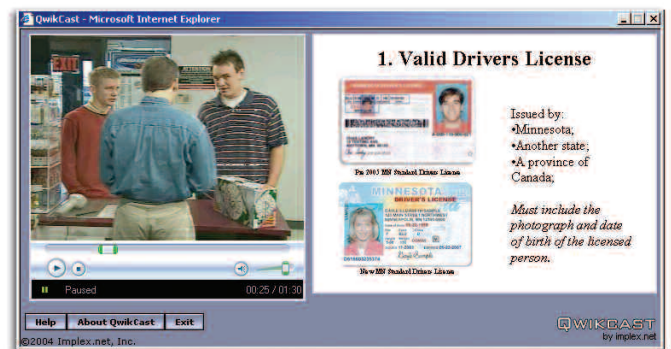 QwikCast - Microsoft Internet Explorer
EXIT
1. Valid Drivers License
Issued by:
•Minnesota;
•Another state;
•A province of
Canada;
Must include the
photograph and date
of birth of the licensed
person.
Pre 2005 MN Standard Drivers License
MINNESOTA
DRIVER'S LICENSE
New MN Standard Drivers License
Paused
00:25 / 01:30
Help
About QwikCast
Exit
©2004 Implex.net, Inc.
QWIKCAST
by implex.net